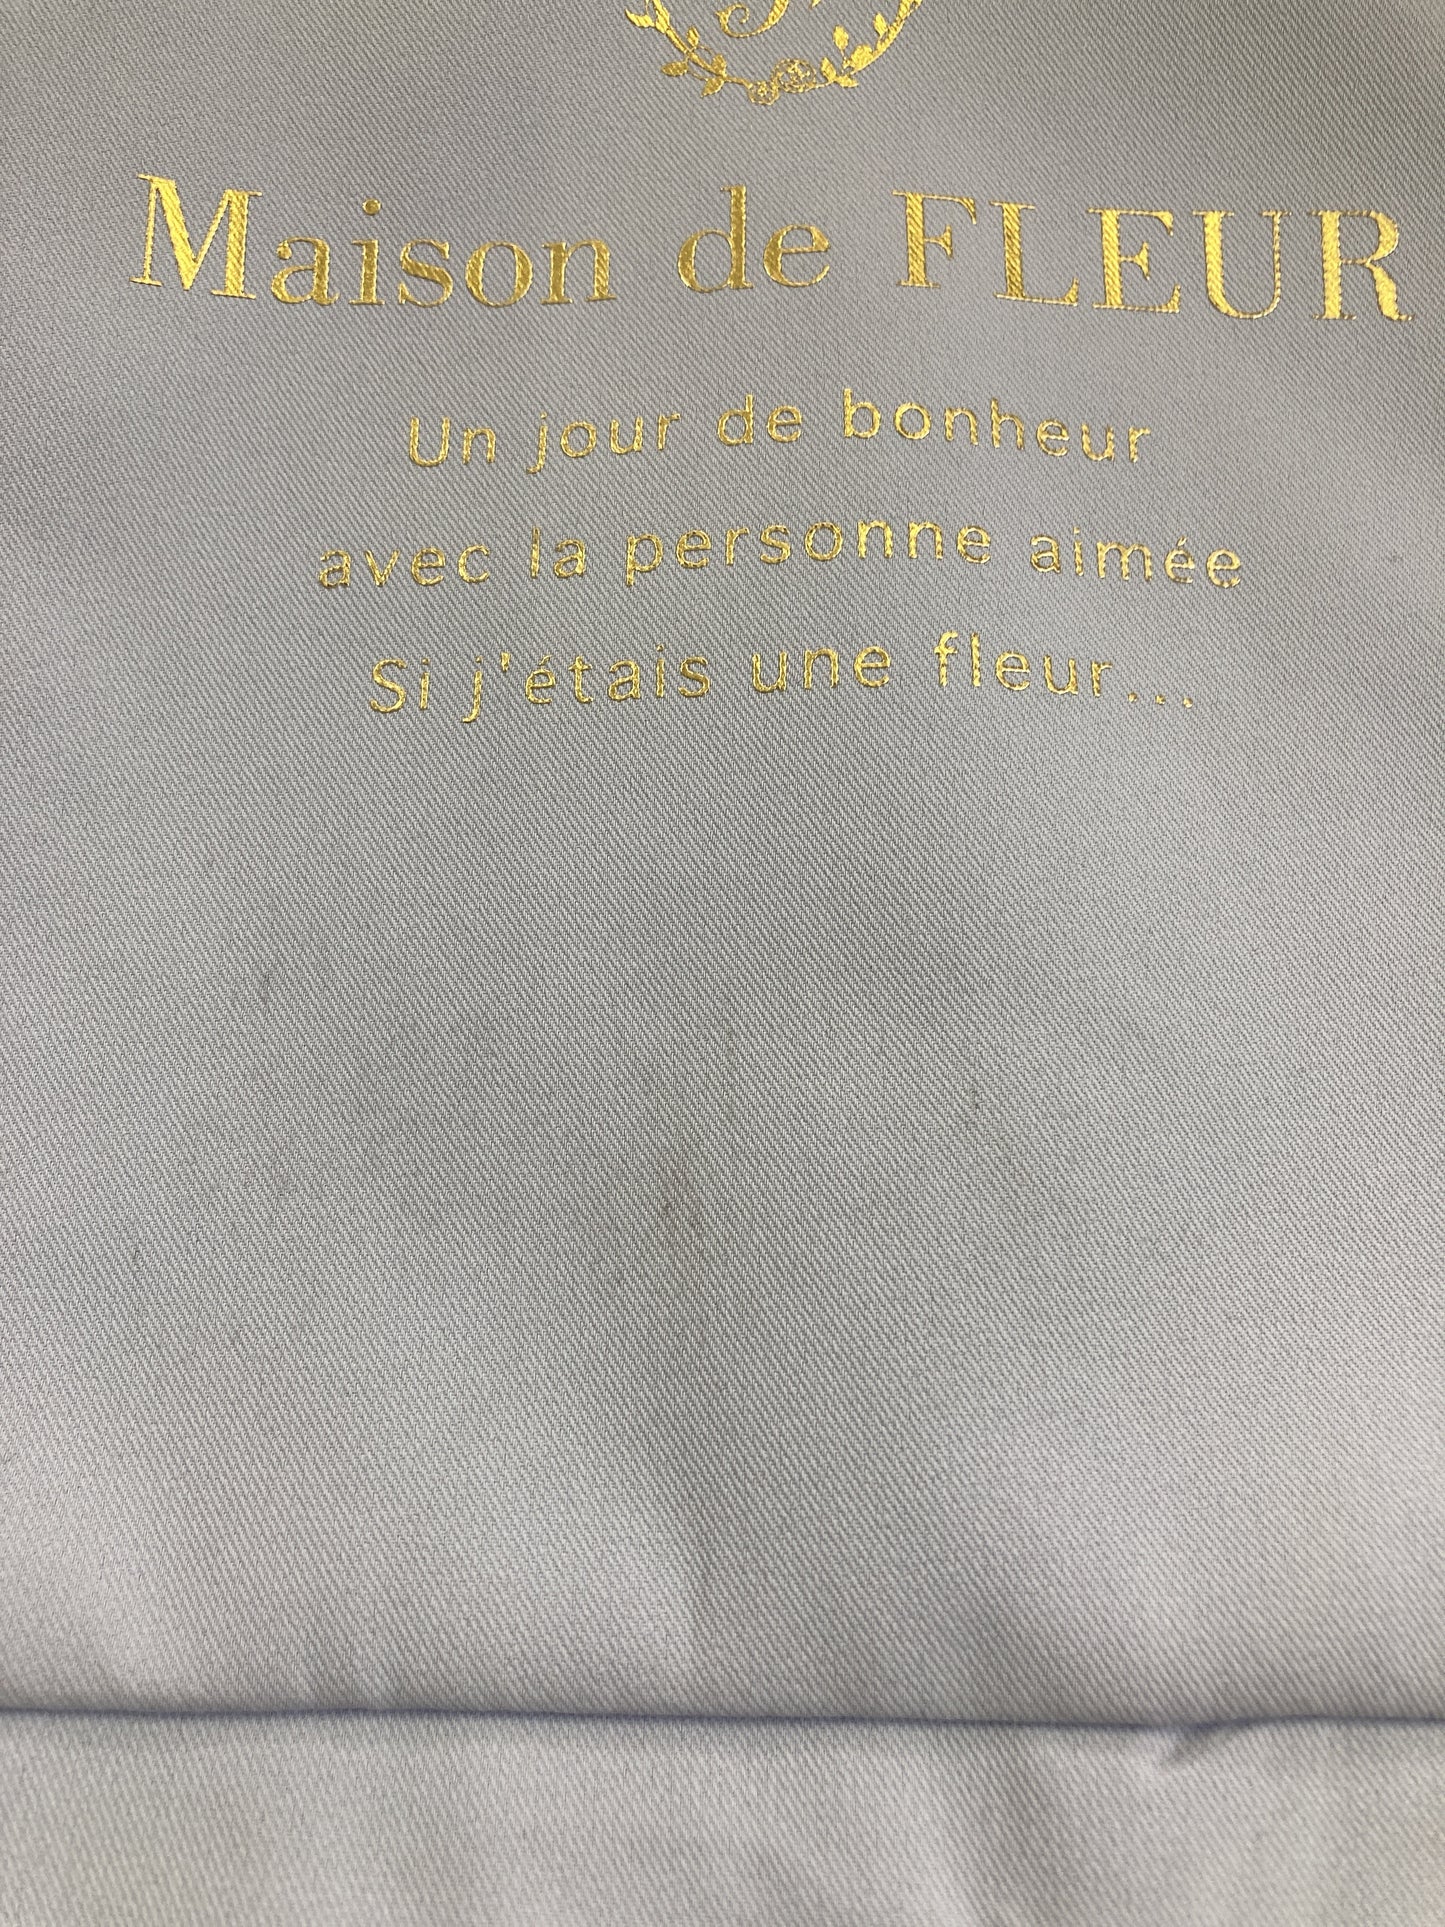 Maison de FLEUR
Un jour de bonheur
avec la personne aimée
Si j'étais une fleur...